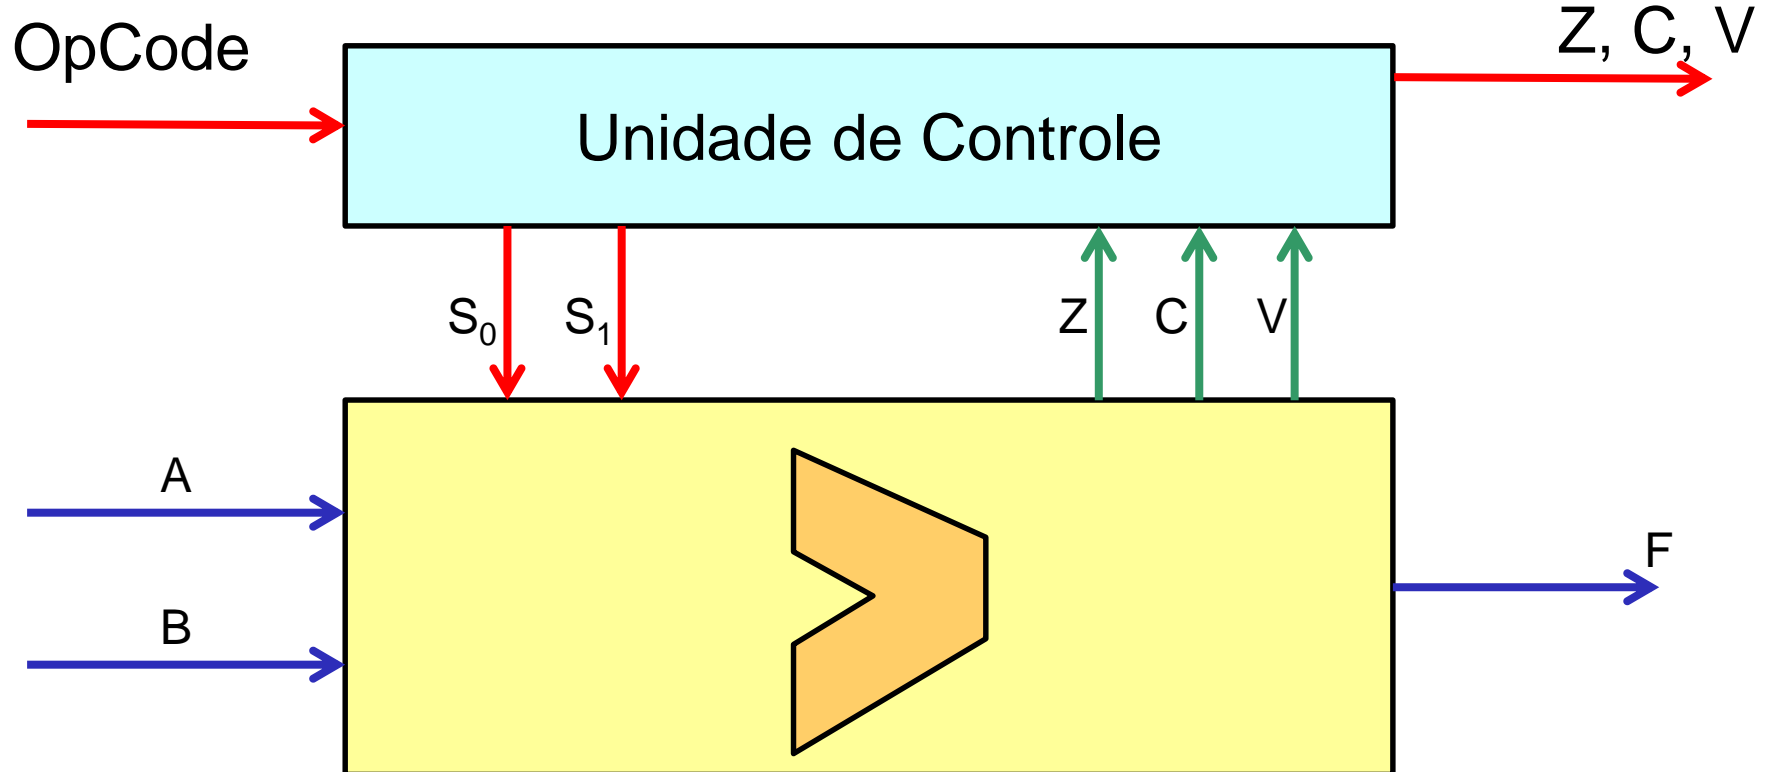 OpCode
Z, C, V
Unidade de Controle
S0
S1
Z
C
V
A
B
F